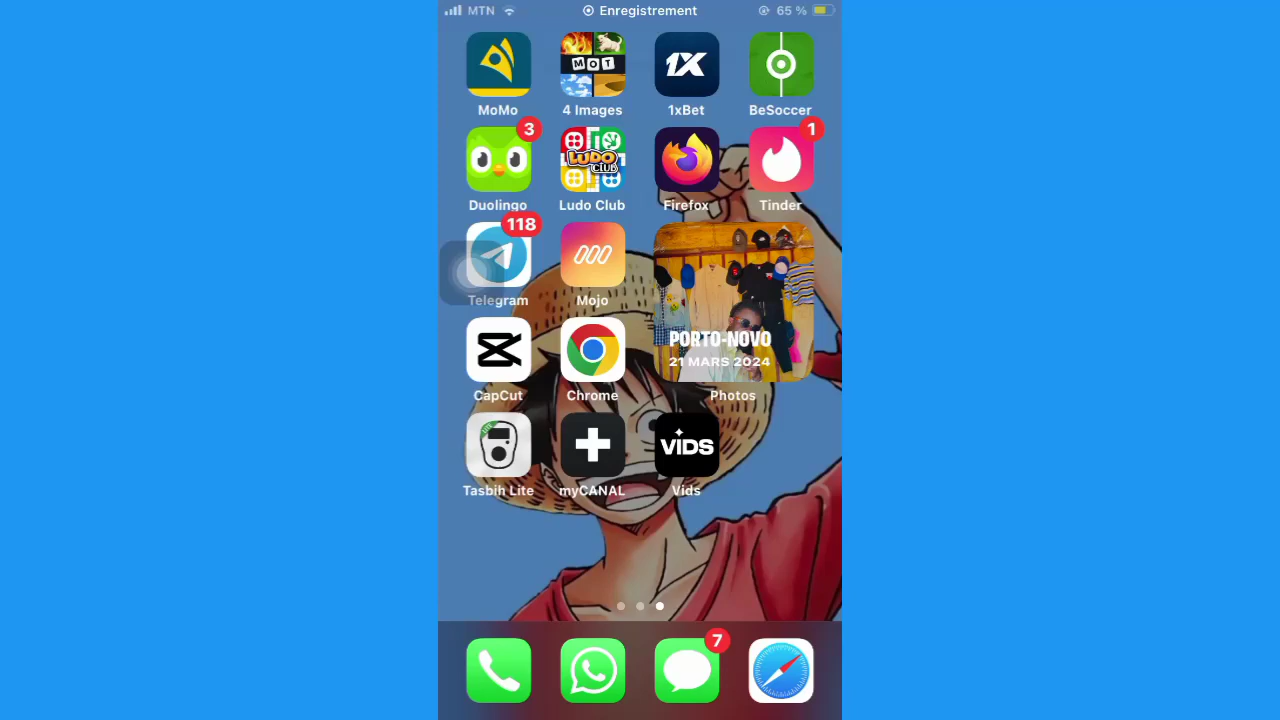 MTN Enregistrement 65 %
MOT 1X
MoMo 4 Images 1xBet BeSoccer
3 LUDO CLUB 1
Duolingo Ludo Club Firefox Tinder
118
Telegram Mojo
PORTO-NOVO
21 MARS 2024
CapCut Chrome Photos
VIDS
Tasbih Lite myCANAL Vids
7